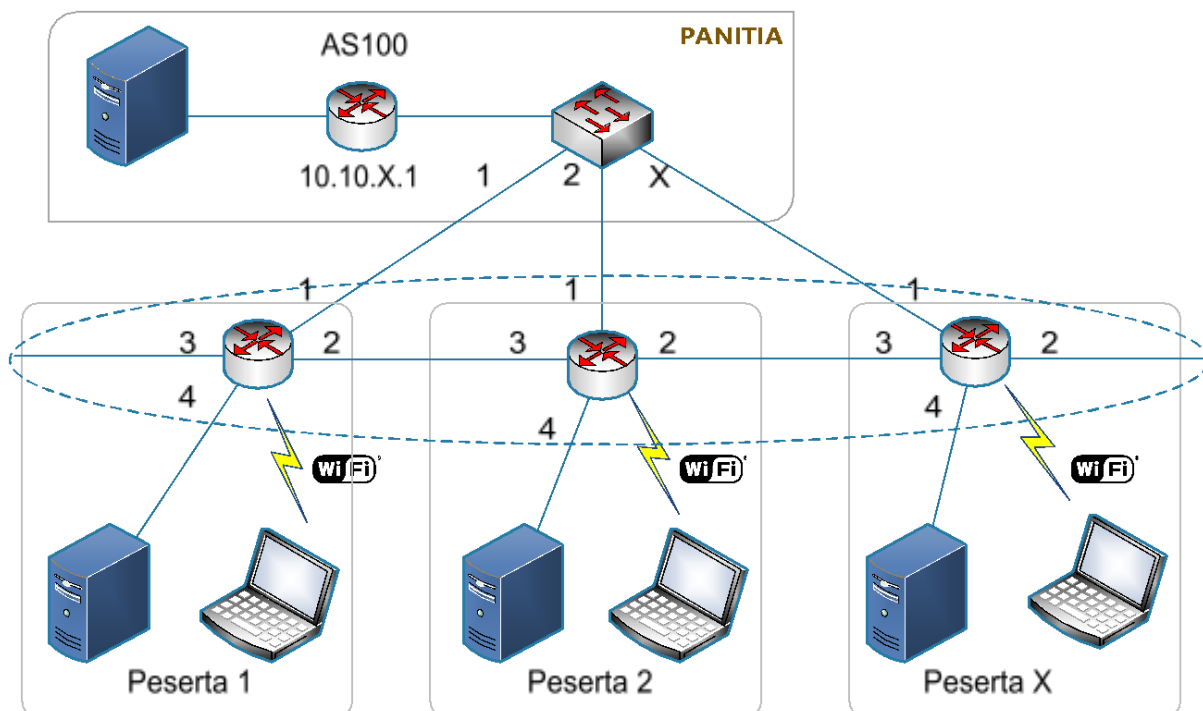 PANITIA
AS100
10.10.X.1
1 2 X
1 1 1
3 2 3 2 3 2
4 4 4
WiFi WiFi WiFi
Peserta 1 Peserta 2 Peserta X